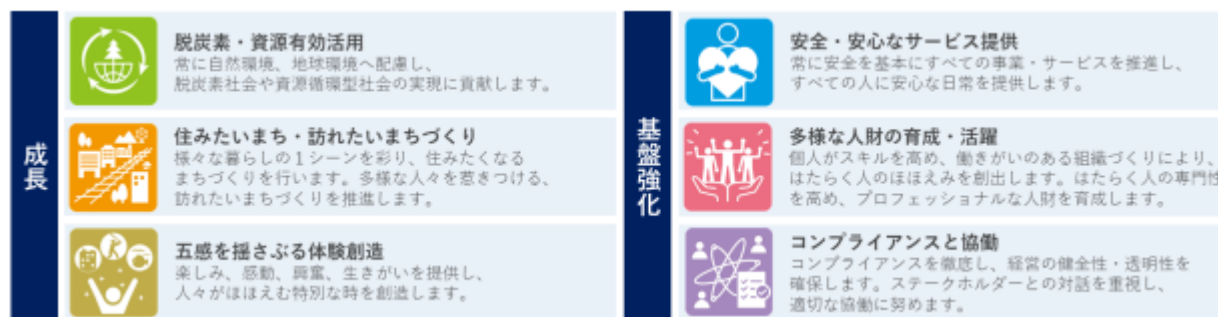 成長
脱炭素・資源有効活用
常に自然環境、地球環境へ配慮し、
脱炭素社会や資源循環型社会の実現に貢献します。
住みたいまち・訪れたいまちづくり
様々な暮らしの1シーンを彩り、住みたくなる
まちづくりを行います。多様な人々を惹きつける、
訪れたいまちづくりを推進します。
五感を揺さぶる体験創造
楽しみ、感動、興奮、生きがいを提供し、
人々がほほえむ特別な時を創造します。
基盤強化
安全・安心なサービス提供
常に安全を基本にすべての事業・サービスを推進し、
すべての人に安心な日常を提供します。
多様な人財の育成・活躍
個人がスキルを高め、働きがいのある組織づくりにより、
はたらく人のほほえみを創出します。はたらく人の専門性
を高め、プロフェッショナルな人財を育成します。
コンプライアンスと協働
コンプライアンスを徹底し、経営の健全性・透明性を
確保します。ステークホルダーとの対話を重視し、
適切な協働に努めます。